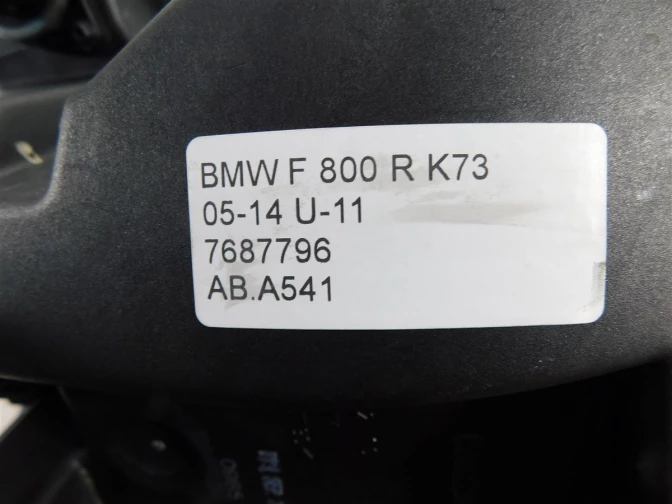 BMW F 800 R K73
05-14 U-11
7687796
AB.A541